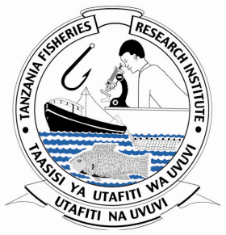 • TANZANIA FISHERIES RESEARCH INSTITUTE •
TAASISI YA UTAFITI WA UVUVI
UTAFITI NA UVUVI